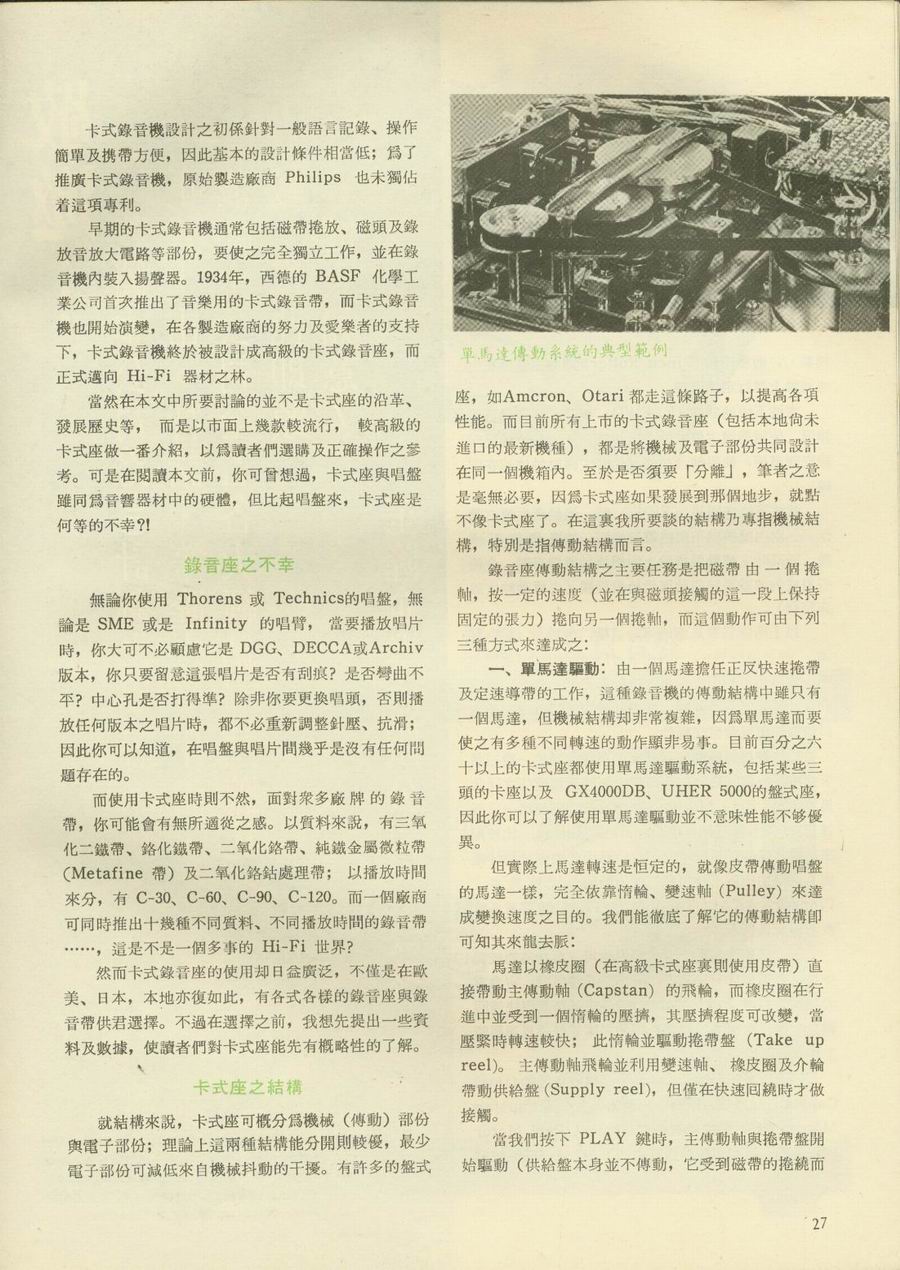 卡式錄音機設計之初係針對一般語言記錄、操作
簡單及携帶方便，因此基本的設計條件相當低；爲了
推廣卡式錄音機，原始製造廠商 Philips 也未獨佔
着這項專利。
早期的卡式錄音機通常包括磁帶捲放、磁頭及錄
放音放大電路等部份，要使之完全獨立工作，並在錄
音機內裝入揚聲器。1934年，西德的 BASF 化學工
業公司首次推出了音樂用的卡式錄音帶，而卡式錄音
機也開始演變，在各製造廠商的努力及愛樂者的支持
下，卡式錄音機終於被設計成高級的卡式錄音座，而
正式邁向 Hi-Fi 器材之林。
當然在本文中所要討論的並不是卡式座的沿革、
發展歷史等， 而是以市面上幾款較流行， 較高級的
卡式座做一番介紹，以爲讀者們選購及正確操作之參
考。可是在閱讀本文前，你可曾想過，卡式座與唱盤
雖同爲音響器材中的硬體，但比起唱盤來，卡式座是
何等的不幸?!
錄音座之不幸
無論你使用 Thorens 或 Technics的唱盤，無
論是 SME 或是 Infinity 的唱臂， 當要播放唱片
時，你大可不必顧慮它是 DGG、DECCA或Archiv
版本，你只要留意這張唱片是否有刮痕？是否彎曲不
平？中心孔是否打得準？除非你要更換唱頭，否則播
放任何版本之唱片時，都不必重新調整針壓、抗滑；
因此你可以知道，在唱盤與唱片間幾乎是沒有任何問
題存在的。
而使用卡式座時則不然，面對衆多廠牌的錄音
帶，你可能會有無所適從之感。以質料來說，有三氧
化二鐵帶、鉻化鐵帶、二氧化鉻帶、純鐵金屬微粒帶
(Metafine 帶）及二氧化鉻鈷處理帶； 以播放時間
來分，有 C-30、C-60、C-90、C-120。而一個廠商
可同時推出十幾種不同質料、不同播放時間的錄音帶
……，這是不是一個多事的 Hi-Fi 世界？
然而卡式錄音座的使用却日益廣泛，不僅是在歐
美、日本，本地亦復如此，有各式各樣的錄音座與錄
音帶供君選擇。不過在選擇之前，我想先提出一些資
料及數據，使讀者們對卡式座能先有概略性的了解。
卡式座之結構
就結構來說，卡式座可概分爲機械（傳動）部份
與電子部份；理論上這兩種結構能分開則較優，最少
電子部份可減低來自機械抖動的干擾。有許多的盤式
單馬達傳動系統的典型範例
座，如Amcron、Otari 都走這條路子，以提高各項
性能。而目前所有上市的卡式錄音座（包括本地尙未
進口的最新機種），都是將機械及電子部份共同設計
在同一個機箱內。至於是否須要「分離」，筆者之意
是毫無必要，因爲卡式座如果發展到那個地步，就點
不像卡式座了。在這裏我所要談的結構乃專指機械結
構，特別是指傳動結構而言。
錄音座傳動結構之主要任務是把磁帶由一個捲
軸，按一定的速度（並在與磁頭接觸的這一段上保持
固定的張力）捲向另一個捲軸，而這個動作可由下列
三種方式來達成之：
一、單馬達驅動：由一個馬達擔任正反快速捲帶
及定速導帶的工作，這種錄音機的傳動結構中雖只有
一個馬達，但機械結構却非常複雜，因爲單馬達而要
使之有多種不同轉速的動作顯非易事。目前百分之六
十以上的卡式座都使用單馬達驅動系統，包括某些三
頭的卡座以及 GX4000DB、UHER 5000的盤式座，
因此你可以了解使用單馬達驅動並不意味性能不够優
異。
但實際上馬達轉速是恒定的，就像皮帶傳動唱盤
的馬達一樣，完全依靠惰輪、變速軸（Pulley）來達
成變換速度之目的。我們能徹底了解它的傳動結構卽
可知其來龍去脈：
馬達以橡皮圈（在高級卡式座裏則使用皮帶）直
接帶動主傳動軸（Capstan）的飛輪，而橡皮圈在行
進中並受到一個惰輪的壓擠，其壓擠程度可改變，當
壓緊時轉速較快； 此惰輪並驅動捲帶盤（Take up
reel）。 主傳動軸飛輪並利用變速軸、 橡皮圈及介輪
帶動供給盤（Supply reel），但僅在快速囘繞時才做
接觸。
當我們按下 PLAY 鍵時，主傳動軸與捲帶盤開
始驅動（供給盤本身並不傳動，它受到磁帶的捲繞而
27